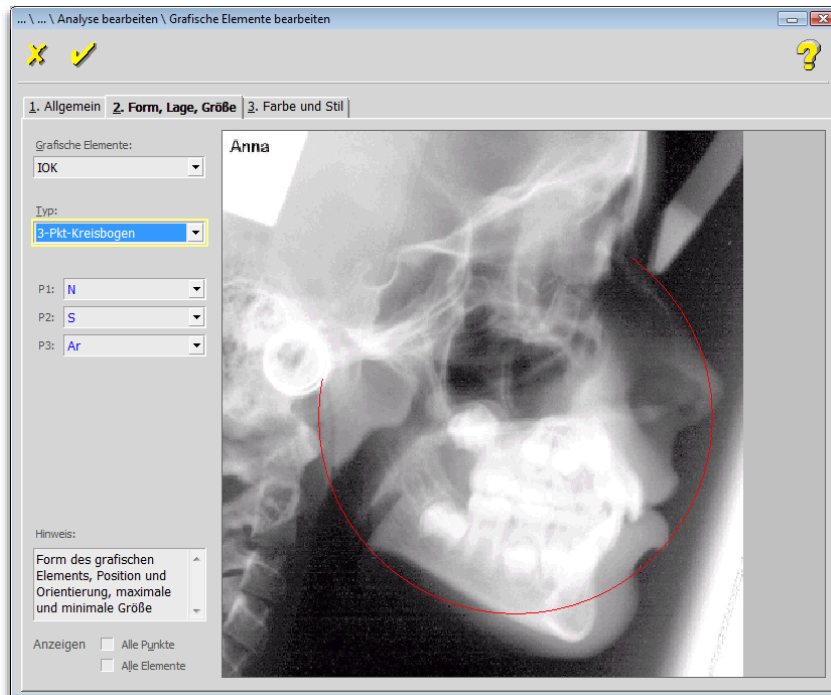 ... \ ... \ Analyse bearbeiten \ Grafische Elemente bearbeiten
1. Allgemein
2. Form, Lage, Größe
3. Farbe und Stil
Grafische Elemente:
IOK
Typ:
3-Pkt-Kreisbogen
P1: N
P2: S
P3: Ar
Hinweis:
Form des grafischen
Elements, Position und
Orientierung, maximale
und minimale Größe
Anzeigen
Alle Punkte
Alle Elemente
Anna